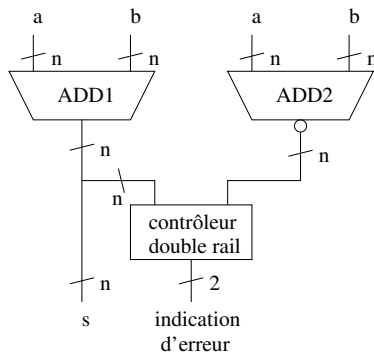 a b a b
n n n n
ADD1 ADD2
n n
n
contrôleur
double rail
n 2
s indication
d'erreur